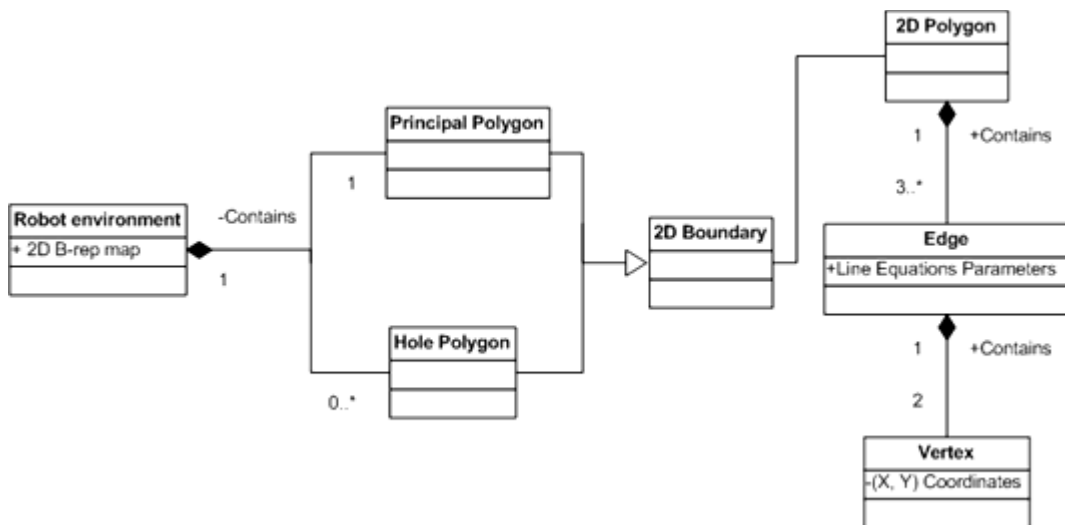 2D Polygon
Principal Polygon
1
+Contains
1
3..*
Robot environment
+ 2D B-rep map
-Contains
1
2D Boundary
Edge
+Line Equations Parameters
Hole Polygon
0..*
1
+Contains
2
Vertex
-(X, Y) Coordinates